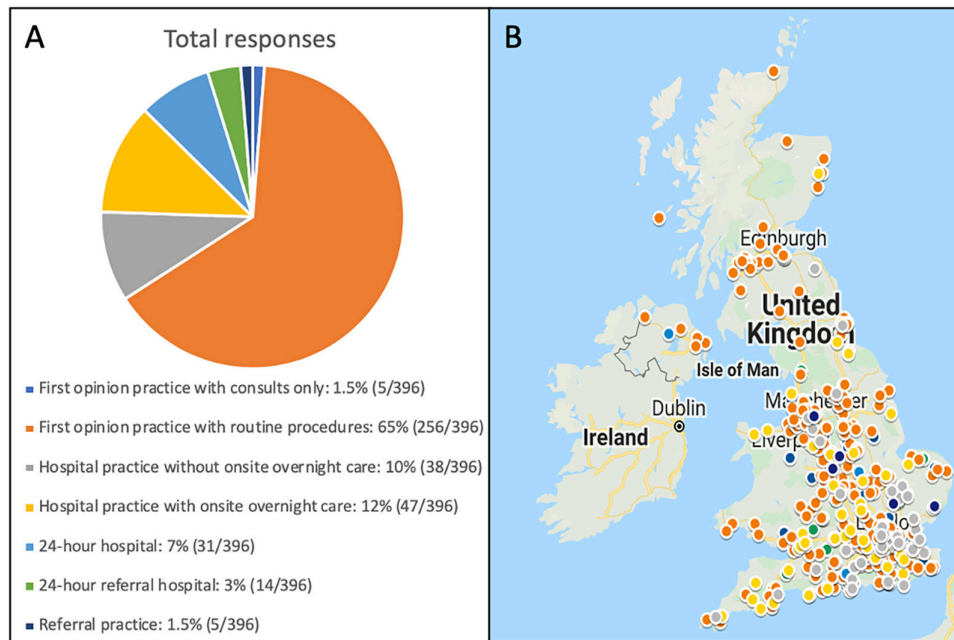 A
Total responses
First opinion practice with consults only: 1.5% (5/396)
First opinion practice with routine procedures: 65% (256/396)
Hospital practice without onsite overnight care: 10% (38/396)
Hospital practice with onsite overnight care: 12% (47/396)
24-hour hospital: 7% (31/396)
24-hour referral hospital: 3% (14/396)
Referral practice: 1.5% (5/396)
B
Edinburgh
United
Kingdom
Isle of Man
Dublin
Ireland